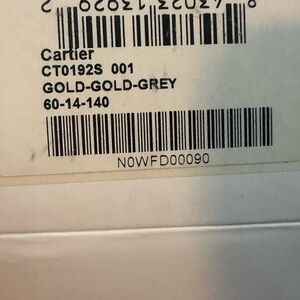 Cartier
CT0192S 001
GOLD-GOLD-GREY
60-14-140
N0WFD00090